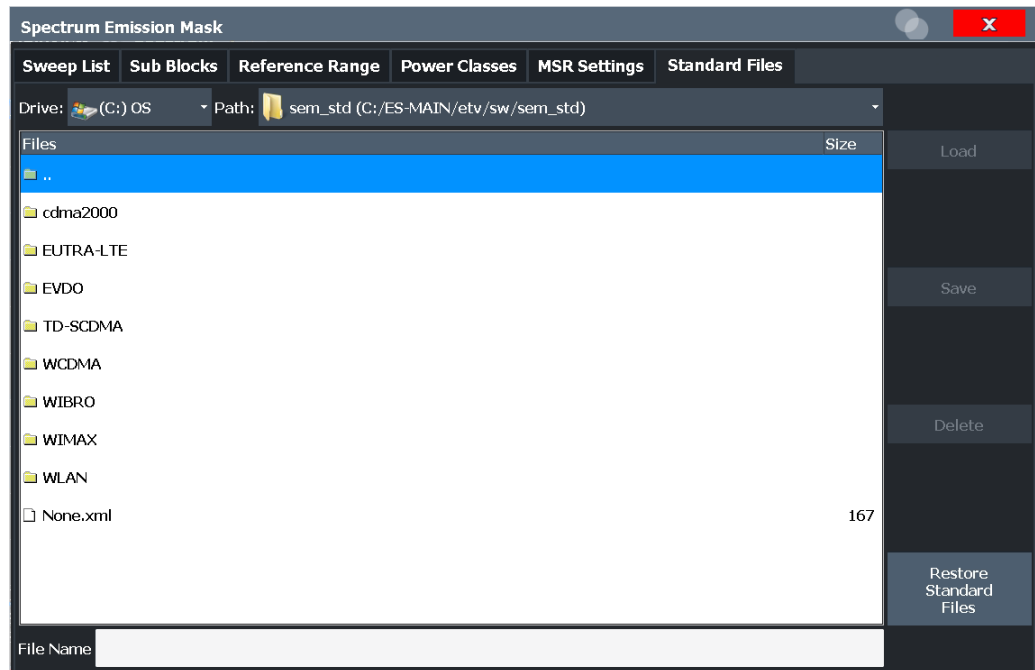 Spectrum Emission Mask
X
Sweep List Sub Blocks Reference Range Power Classes MSR Settings Standard Files
Drive: (C:) OS Path: sem_std (C:/ES-MAIN/etv/sw/sem_std)
Files Size
..
cdma2000
EUTRA-LTE
EVDO
TD-SCDMA
WCDMA
WIBRO
WIMAX
WLAN
None.xml 167
File Name
Load
Save
Delete
Restore
Standard
Files